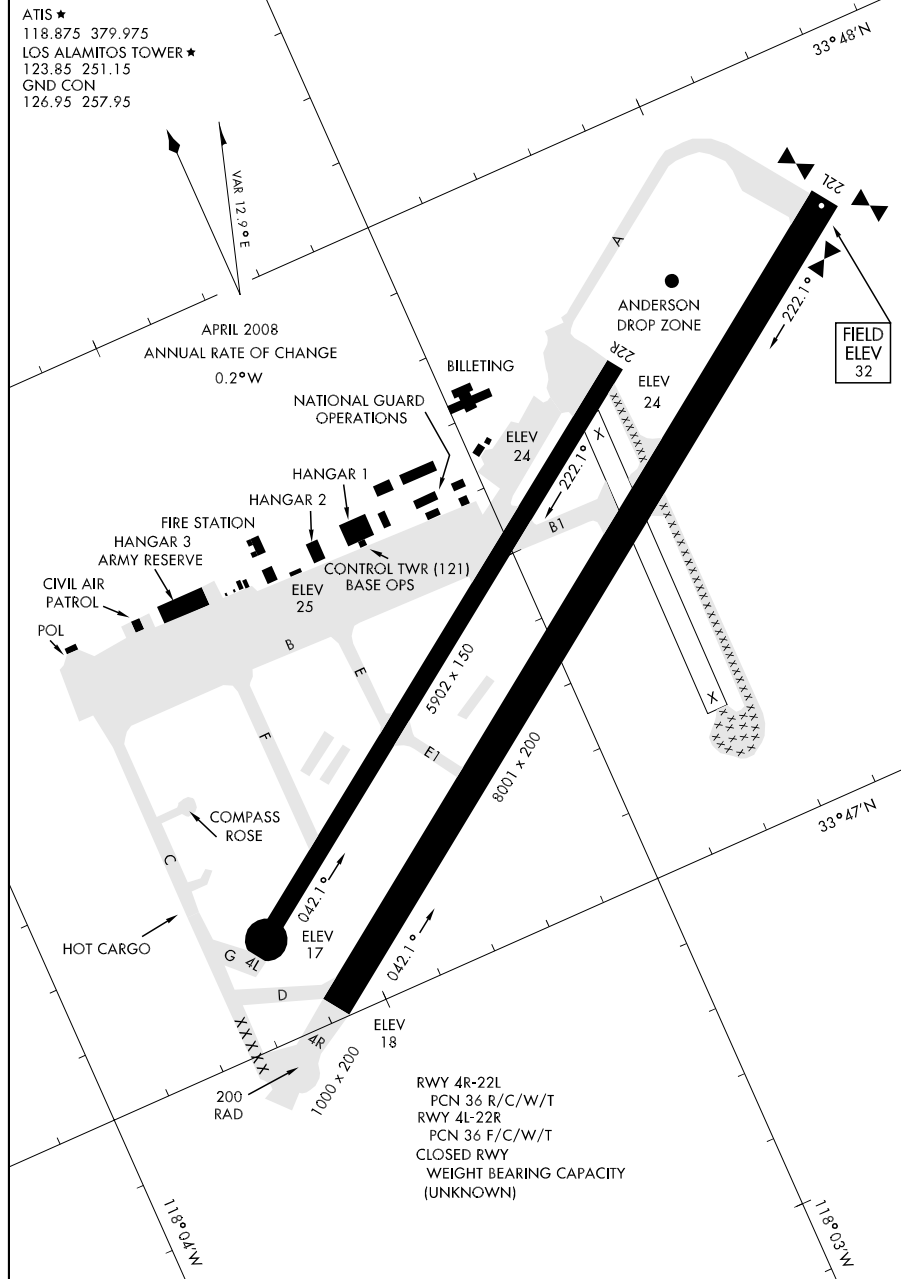 ATIS ★
118.875 379.975
LOS ALAMITOS TOWER ★
123.85 251.15
GND CON
126.95 257.95
33°48'N
VAR 12.9°E
22L
A
ANDERSON
DROP ZONE
222.1°
FIELD
ELEV
32
APRIL 2008
ANNUAL RATE OF CHANGE
0.2°W
22R
BILLETING
ELEV
24
NATIONAL GUARD
OPERATIONS
ELEV
24
X
222.1°
HANGAR 1
HANGAR 2
B1
FIRE STATION
HANGAR 3
ARMY RESERVE
CONTROL TWR (121)
BASE OPS
CIVIL AIR
PATROL
ELEV
25
POL
B
E
5902 x 150
X
F
E1
8001 x 200
COMPASS
ROSE
33°47'N
C
042.1°
HOT CARGO
ELEV
17
G
4L
042.1°
D
XXXXX
4R
ELEV
18
200
RAD
1000 x 200
RWY 4R-22L
PCN 36 R/C/W/T
RWY 4L-22R
PCN 36 F/C/W/T
CLOSED RWY
WEIGHT BEARING CAPACITY
(UNKNOWN)
118°04'W
118°03'W